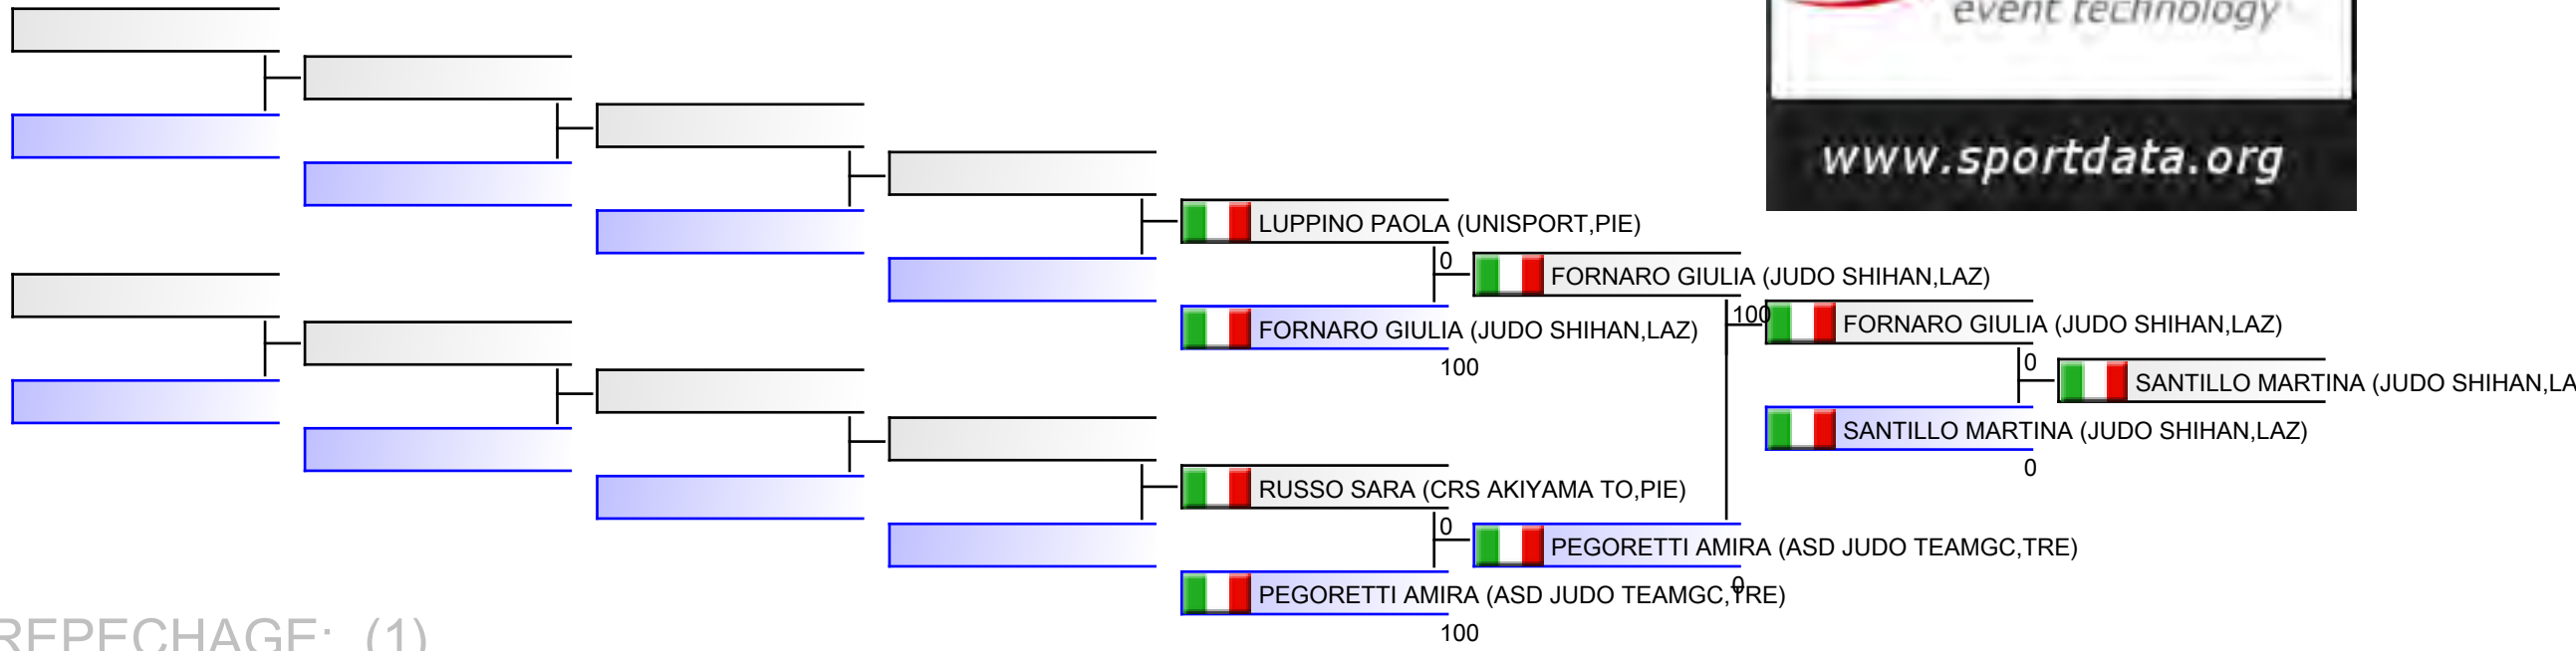 event technology
www.sportdata.org
LUPPINO PAOLA (UNISPORT,PIE)
0
FORNARO GIULIA (JUDO SHIHAN,LAZ)
FORNARO GIULIA (JUDO SHIHAN,LAZ)
100
100
FORNARO GIULIA (JUDO SHIHAN,LAZ)
0
SANTILLO MARTINA (JUDO SHIHAN,LA
SANTILLO MARTINA (JUDO SHIHAN,LAZ)
0
RUSSO SARA (CRS AKIYAMA TO,PIE)
0
PEGORETTI AMIRA (ASD JUDO TEAMGC,TRE)
0
PEGORETTI AMIRA (ASD JUDO TEAMGC,TRE)
100
REPECHAGE: (1)